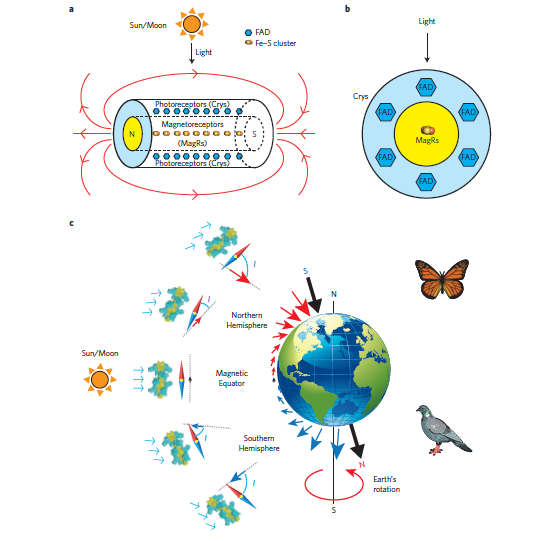 a
Sun/Moon
Light
FAD
Fe–S cluster
Photoreceptors (Crys)
N
Magnetoreceptors
S
(MagRs)
Photoreceptors (Crys)
b
Light
Crys
FAD
FAD
FAD
MagRs
FAD
FAD
FAD
c
I
S
N
I
Northern
Hemisphere
Sun/Moon
Magnetic
Equator
I
Southern
Hemisphere
I
N
Earth's
rotation
S